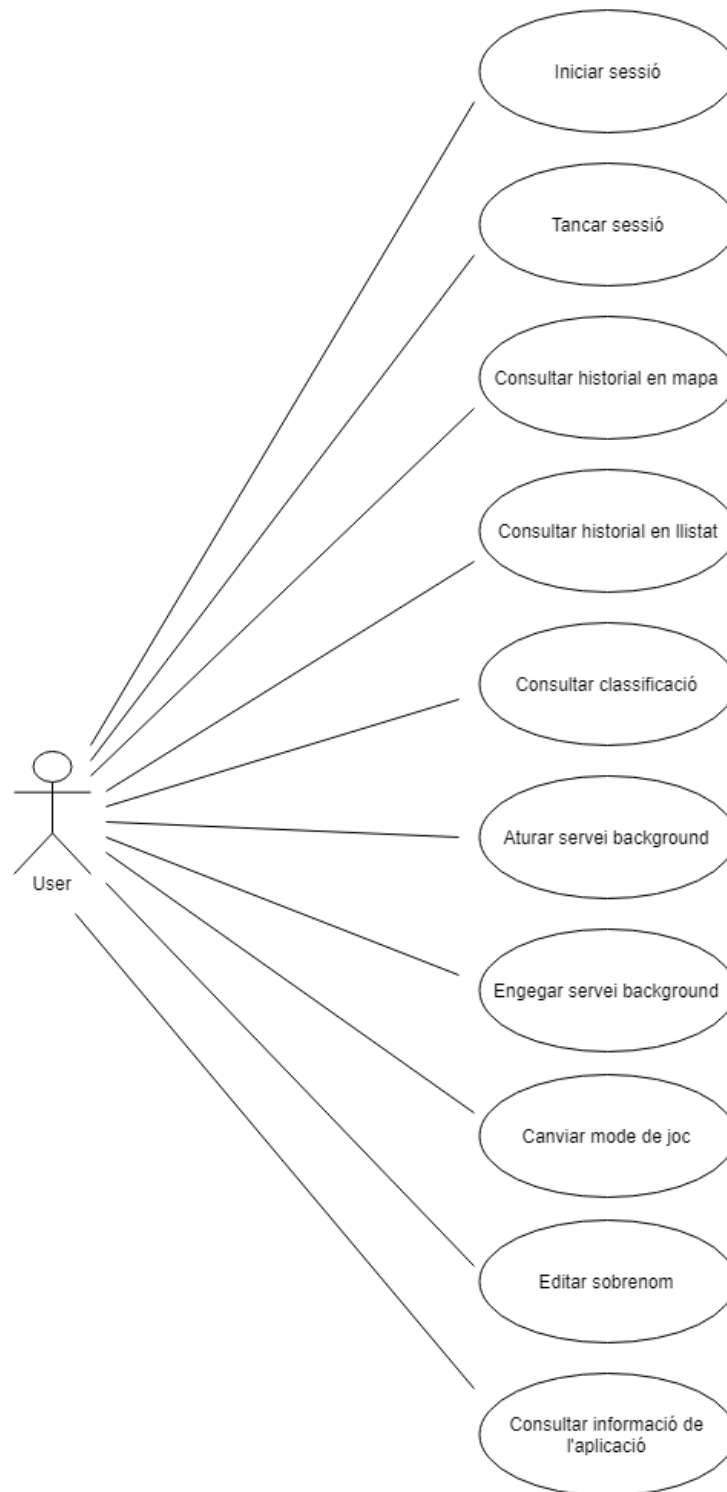 Iniciar sessió
Tancar sessió
Consultar historial en mapa
Consultar historial en llistat
Consultar classificació
Aturar servei background
User
Engegar servei background
Canviar mode de joc
Editar sobrenom
Consultar informació de
l'aplicació